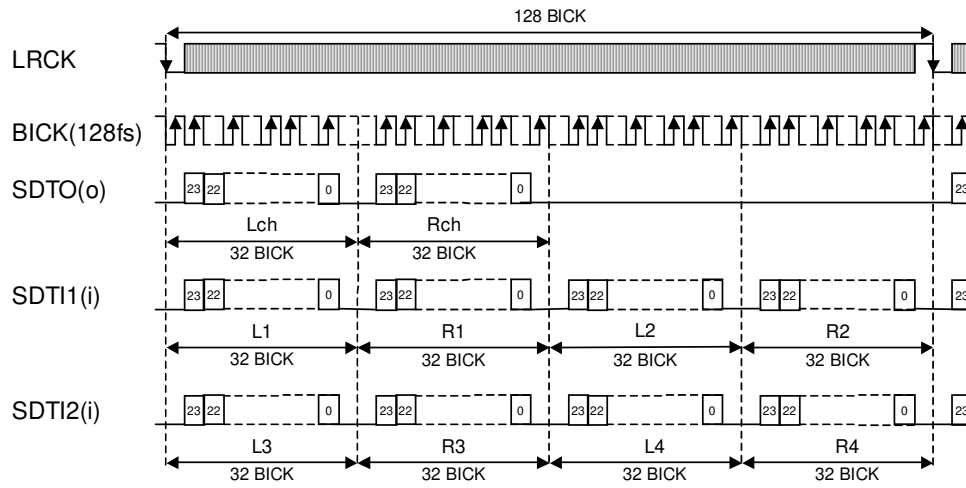 128 BICK
LRCK
BICK(128fs)
SDTO(o)
23 22 0 23 22 0 23
Lch Rch
32 BICK 32 BICK
SDTI1(i)
23 22 0 23 22 0 23 22 0 23 22 0 23
L1 R1 L2 R2
32 BICK 32 BICK 32 BICK 32 BICK
SDTI2(i)
23 22 0 23 22 0 23 22 0 23 22 0 23
L3 R3 L4 R4
32 BICK 32 BICK 32 BICK 32 BICK